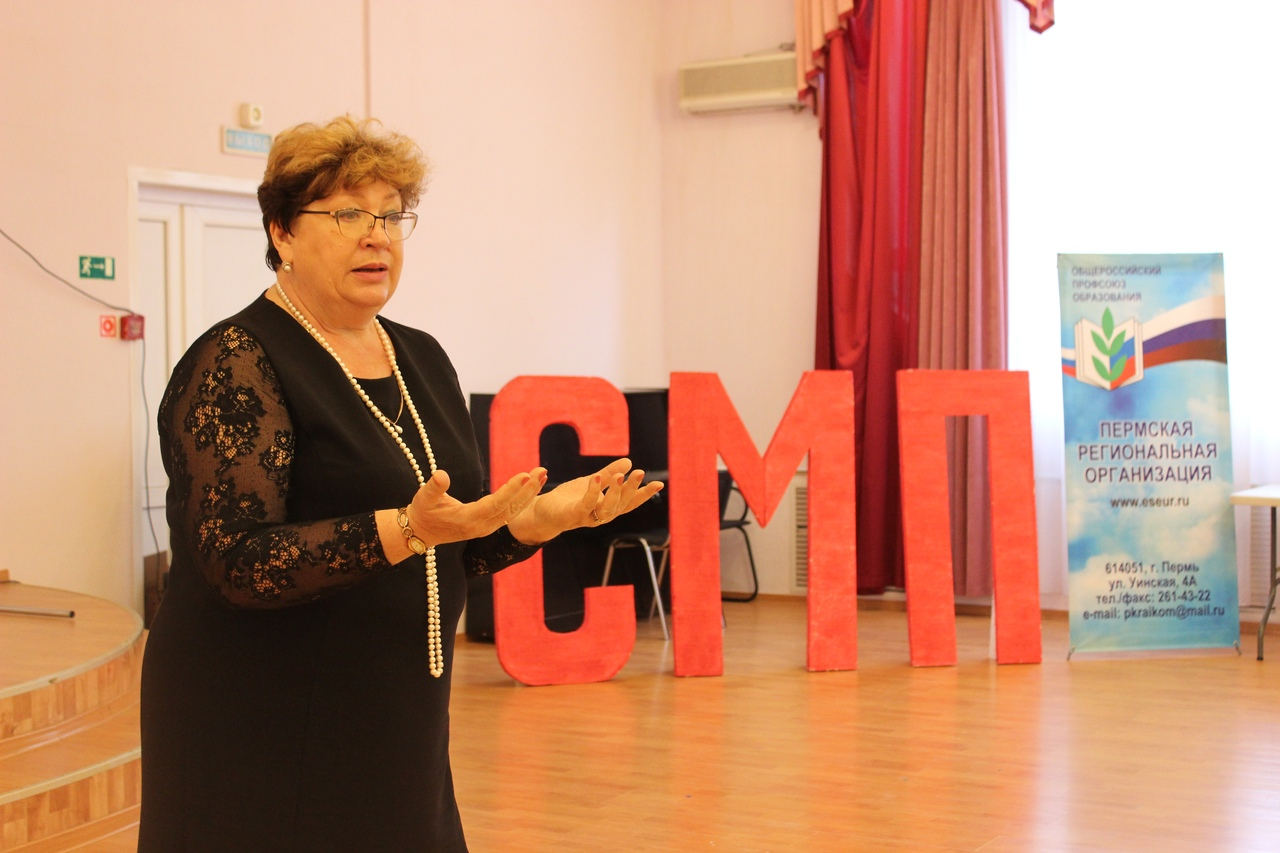 ВЫХОД
СМП
ОБЩЕРОССИЙСКИЙ
ПРОФСОЮЗ
ОБРАЗОВАНИЯ
ПЕРМСКАЯ
РЕГИОНАЛЬНАЯ
ОРГАНИЗАЦИЯ
www.eseur.ru
614051, г. Пермь
ул. Уинская, 4А
тел./факс: 261-43-22
e-mail: pkraikom@mail.ru